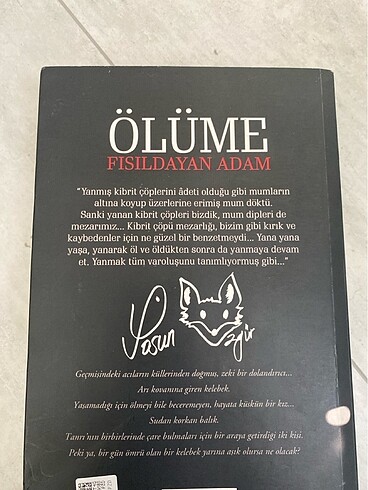 ÖLÜME
FISILDAYAN ADAM
"Yanmış kibrit çöplerini âdeti olduğu gibi mumların
altına koyup üzerlerine erimiş mum döktü.
Sanki yanan kibrit çöpleri bizdik, mum dipleri de
mezarımız... Kibrit çöpü mezarlığı, bizim gibi kırık ve
kaybedenler için ne güzel bir benzetmeydi... Yana yana
yaşa, yanarak öl ve öldükten sonra da yanmaya devam
et. Yanmak tüm varoluşunu tanımlıyormuş gibi..."
Yosun Özgür
Geçmişindeki acıların küllerinden doğmuş, zeki bir dolandırıcı...
Arı kovanına giren kelebek.
Yaşamadığı için ölmeyi bile beceremeyen, hayata küskün bir kız...
Sudan korkan balık.
Tanrı'nın birbirlerinde çare bulmaları için bir araya getirdiği iki kişi.
Peki ya, bir gün ömrü olan bir kelebek yarına aşık olursa ne olacak?